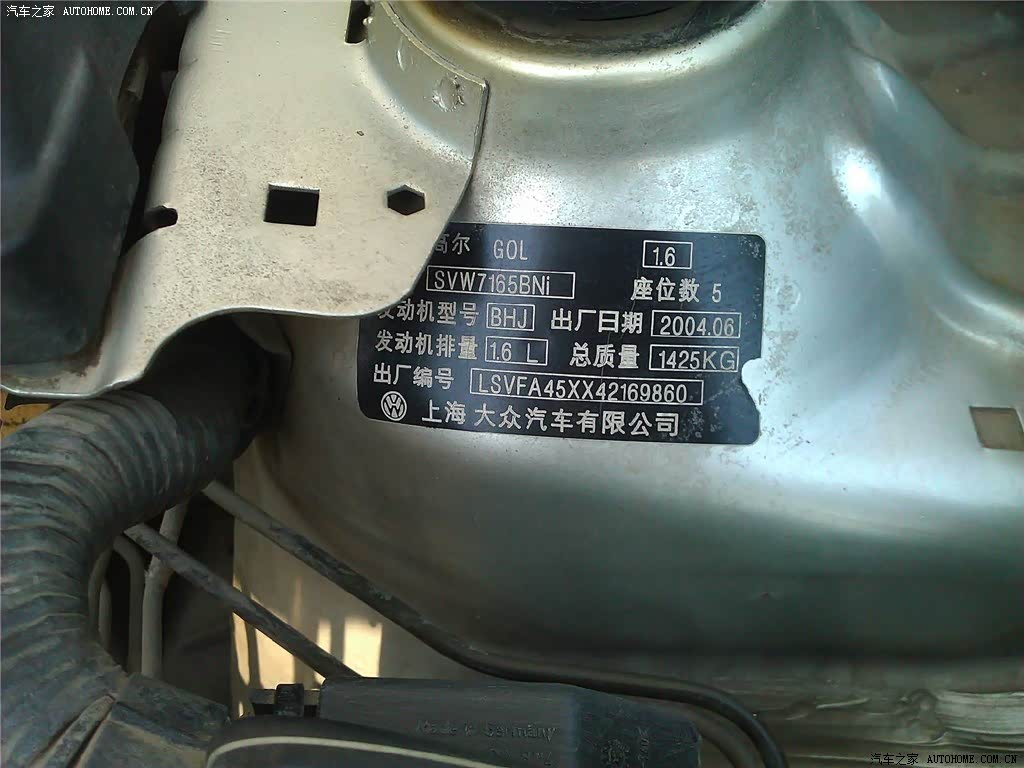 汽车之家 AUTOHOME.COM.CN
高尔 GOL 1.6
SVW7165BNi 座位数 5
发动机型号 BHJ 出厂日期 2004.06
发动机排量 1.6 L 总质量 1425KG
出厂编号 LSVFA45XX42169860
上海大众汽车有限公司
Made in Germany
汽车之家 AUTOHOME.COM.CN